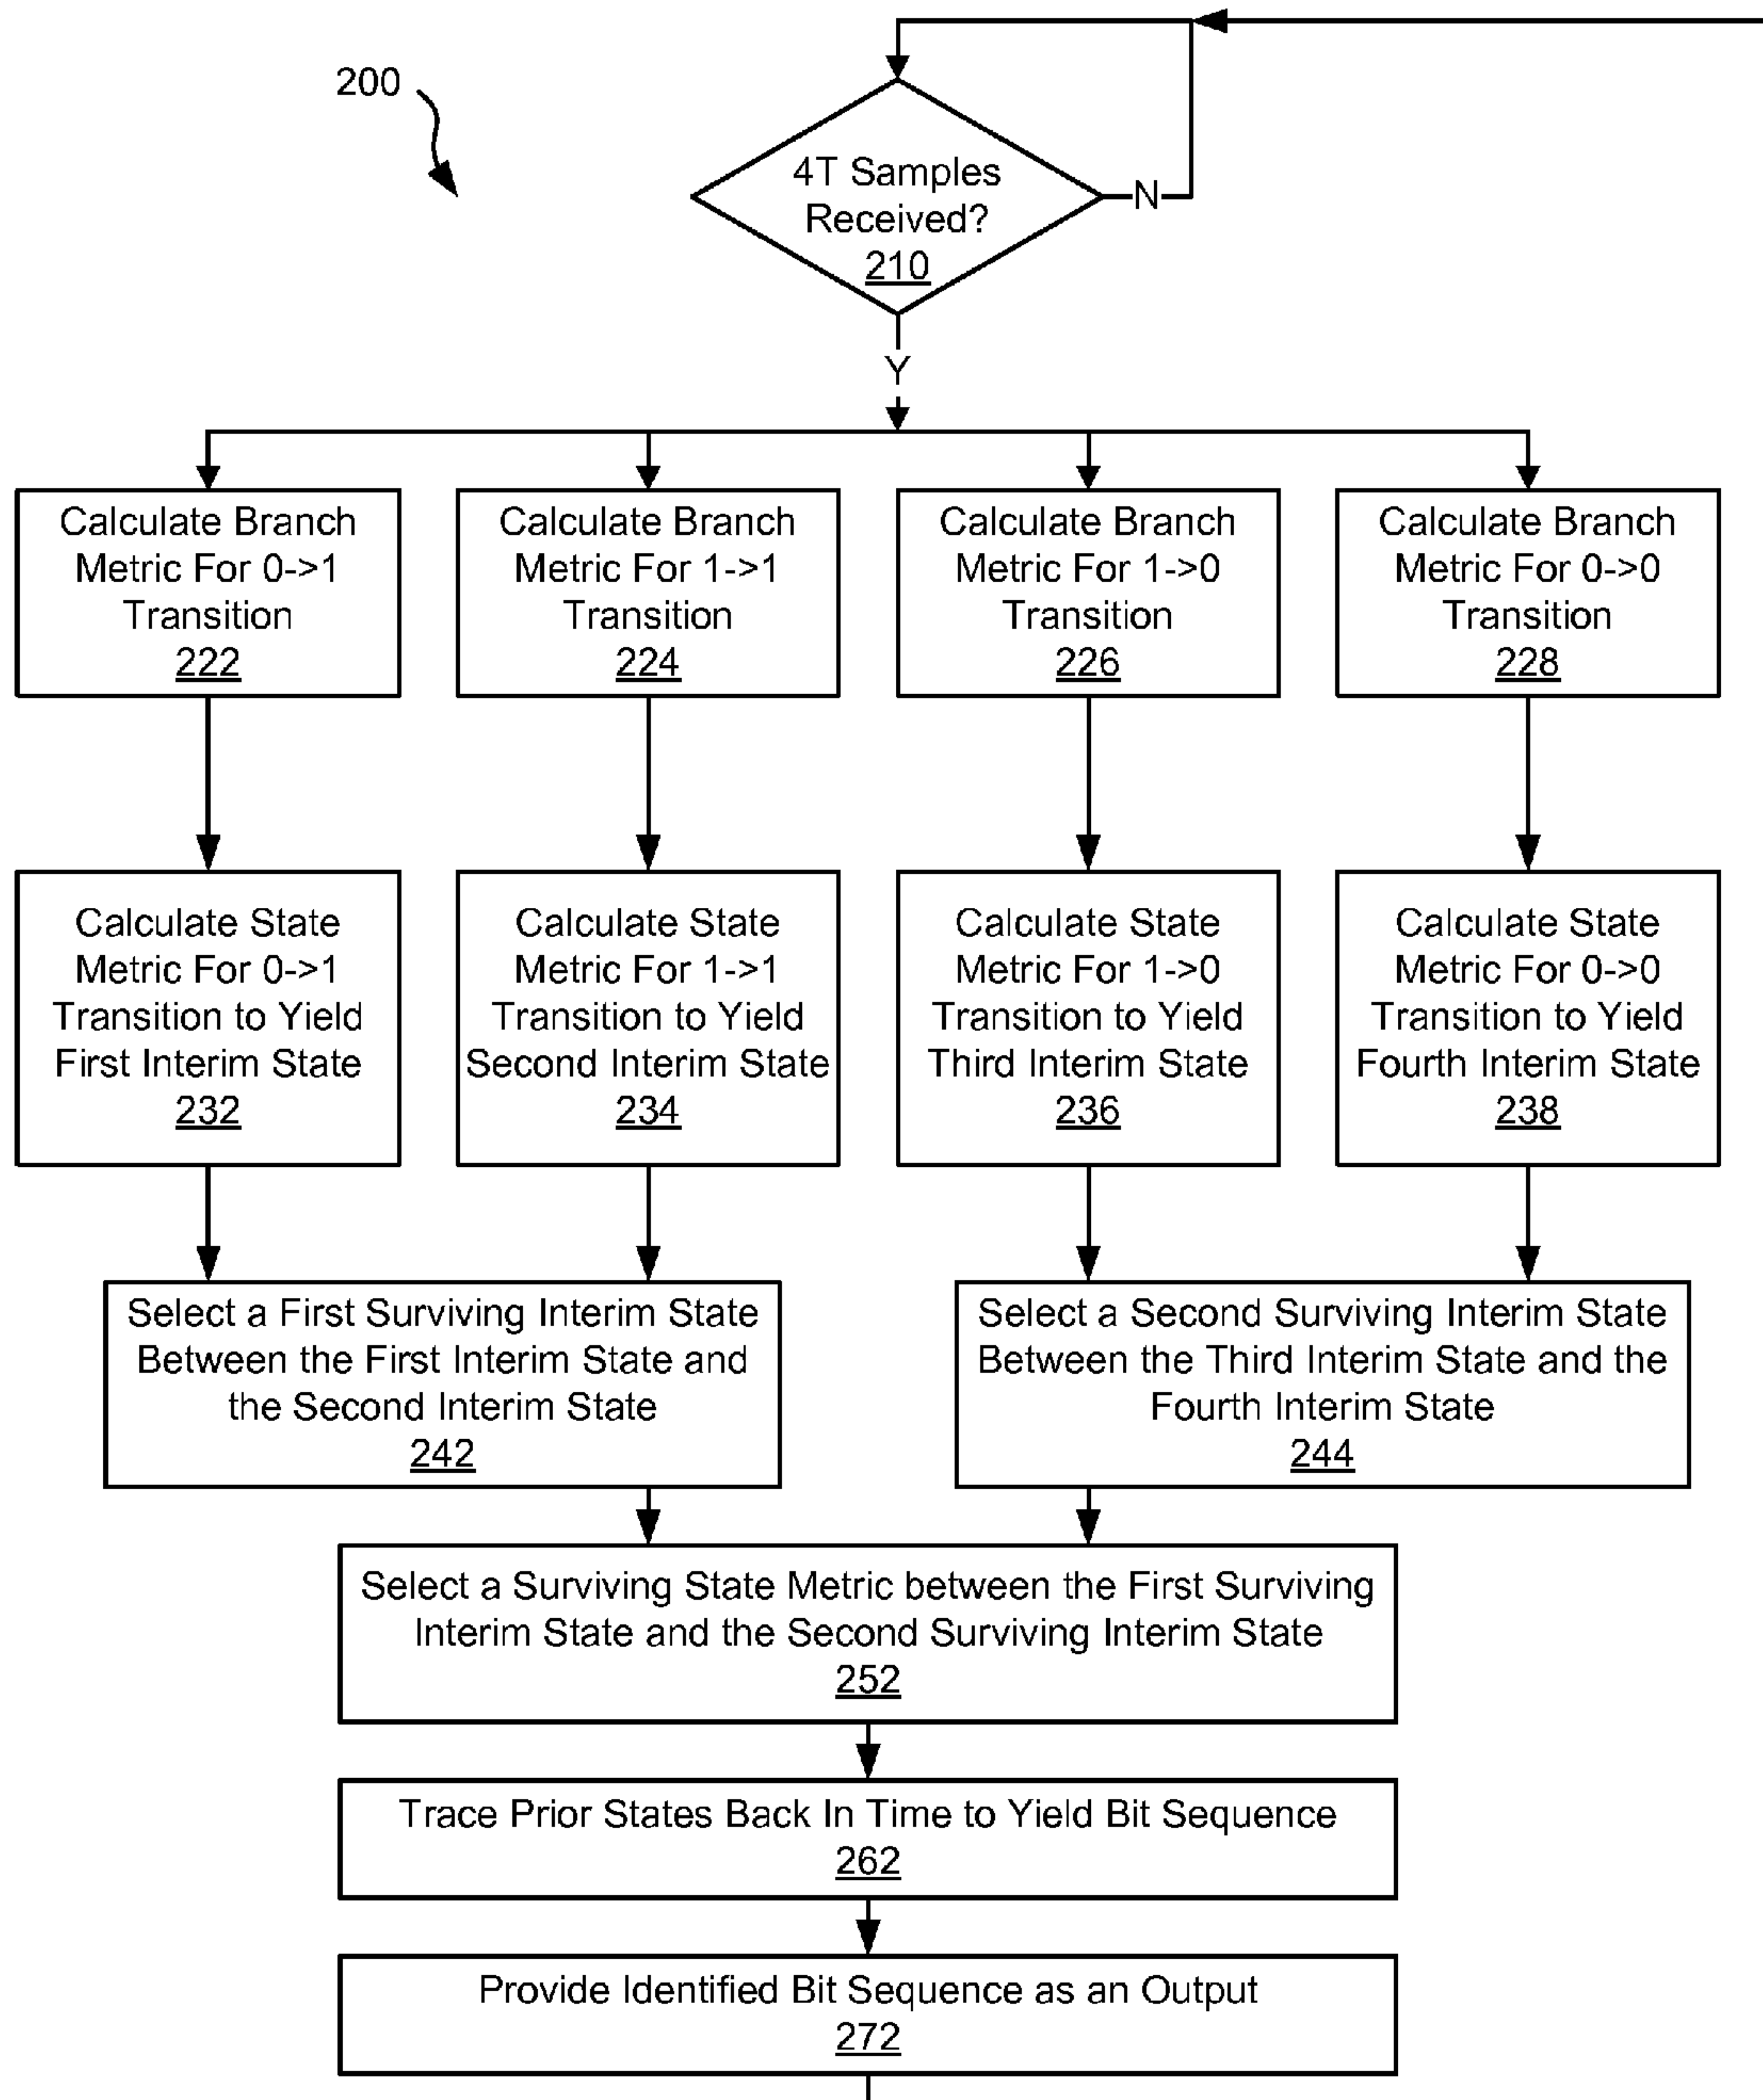 200
4T Samples
Received?
210
N
Y
Calculate Branch
Metric For 0->1
Transition
222
Calculate Branch
Metric For 1->1
Transition
224
Calculate Branch
Metric For 1->0
Transition
226
Calculate Branch
Metric For 0->0
Transition
228
Calculate State
Metric For 0->1
Transition to Yield
First Interim State
232
Calculate State
Metric For 1->1
Transition to Yield
Second Interim State
234
Calculate State
Metric For 1->0
Transition to Yield
Third Interim State
236
Calculate State
Metric For 0->0
Transition to Yield
Fourth Interim State
238
Select a First Surviving Interim State
Between the First Interim State and
the Second Interim State
242
Select a Second Surviving Interim State
Between the Third Interim State and the
Fourth Interim State
244
Select a Surviving State Metric between the First Surviving
Interim State and the Second Surviving Interim State
252
Trace Prior States Back In Time to Yield Bit Sequence
262
Provide Identified Bit Sequence as an Output
272